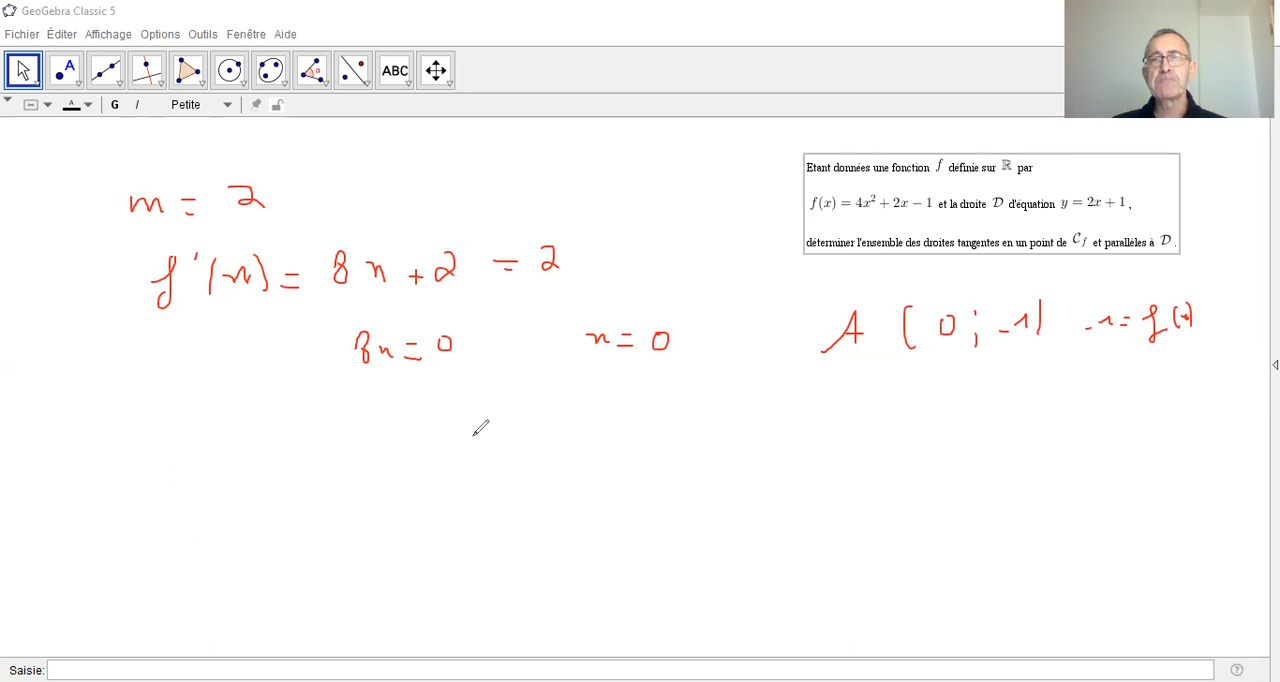 GeoGebra Classic 5
Fichier Éditer Affichage Options Outils Fenêtre Aide
A ABC
A G I Petite
Etant données une fonction f définie sur ℝ par
f(x) = 4x² + 2x − 1 et la droite 𝒟 d'équation y = 2x + 1 ,
déterminer l'ensemble des droites tangentes en un point de 𝒞f et parallèles à 𝒟 .
m = 2
f'(x) = 8x + 2 = 2
8x = 0 x = 0
A (0 ; -1) -1 = f(x)
Saisie: